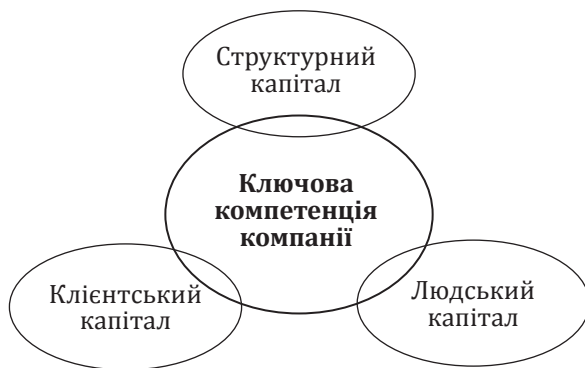 Структурний
капітал
Ключова
компетенція
компанії
Клієнтський
капітал
Людський
капітал